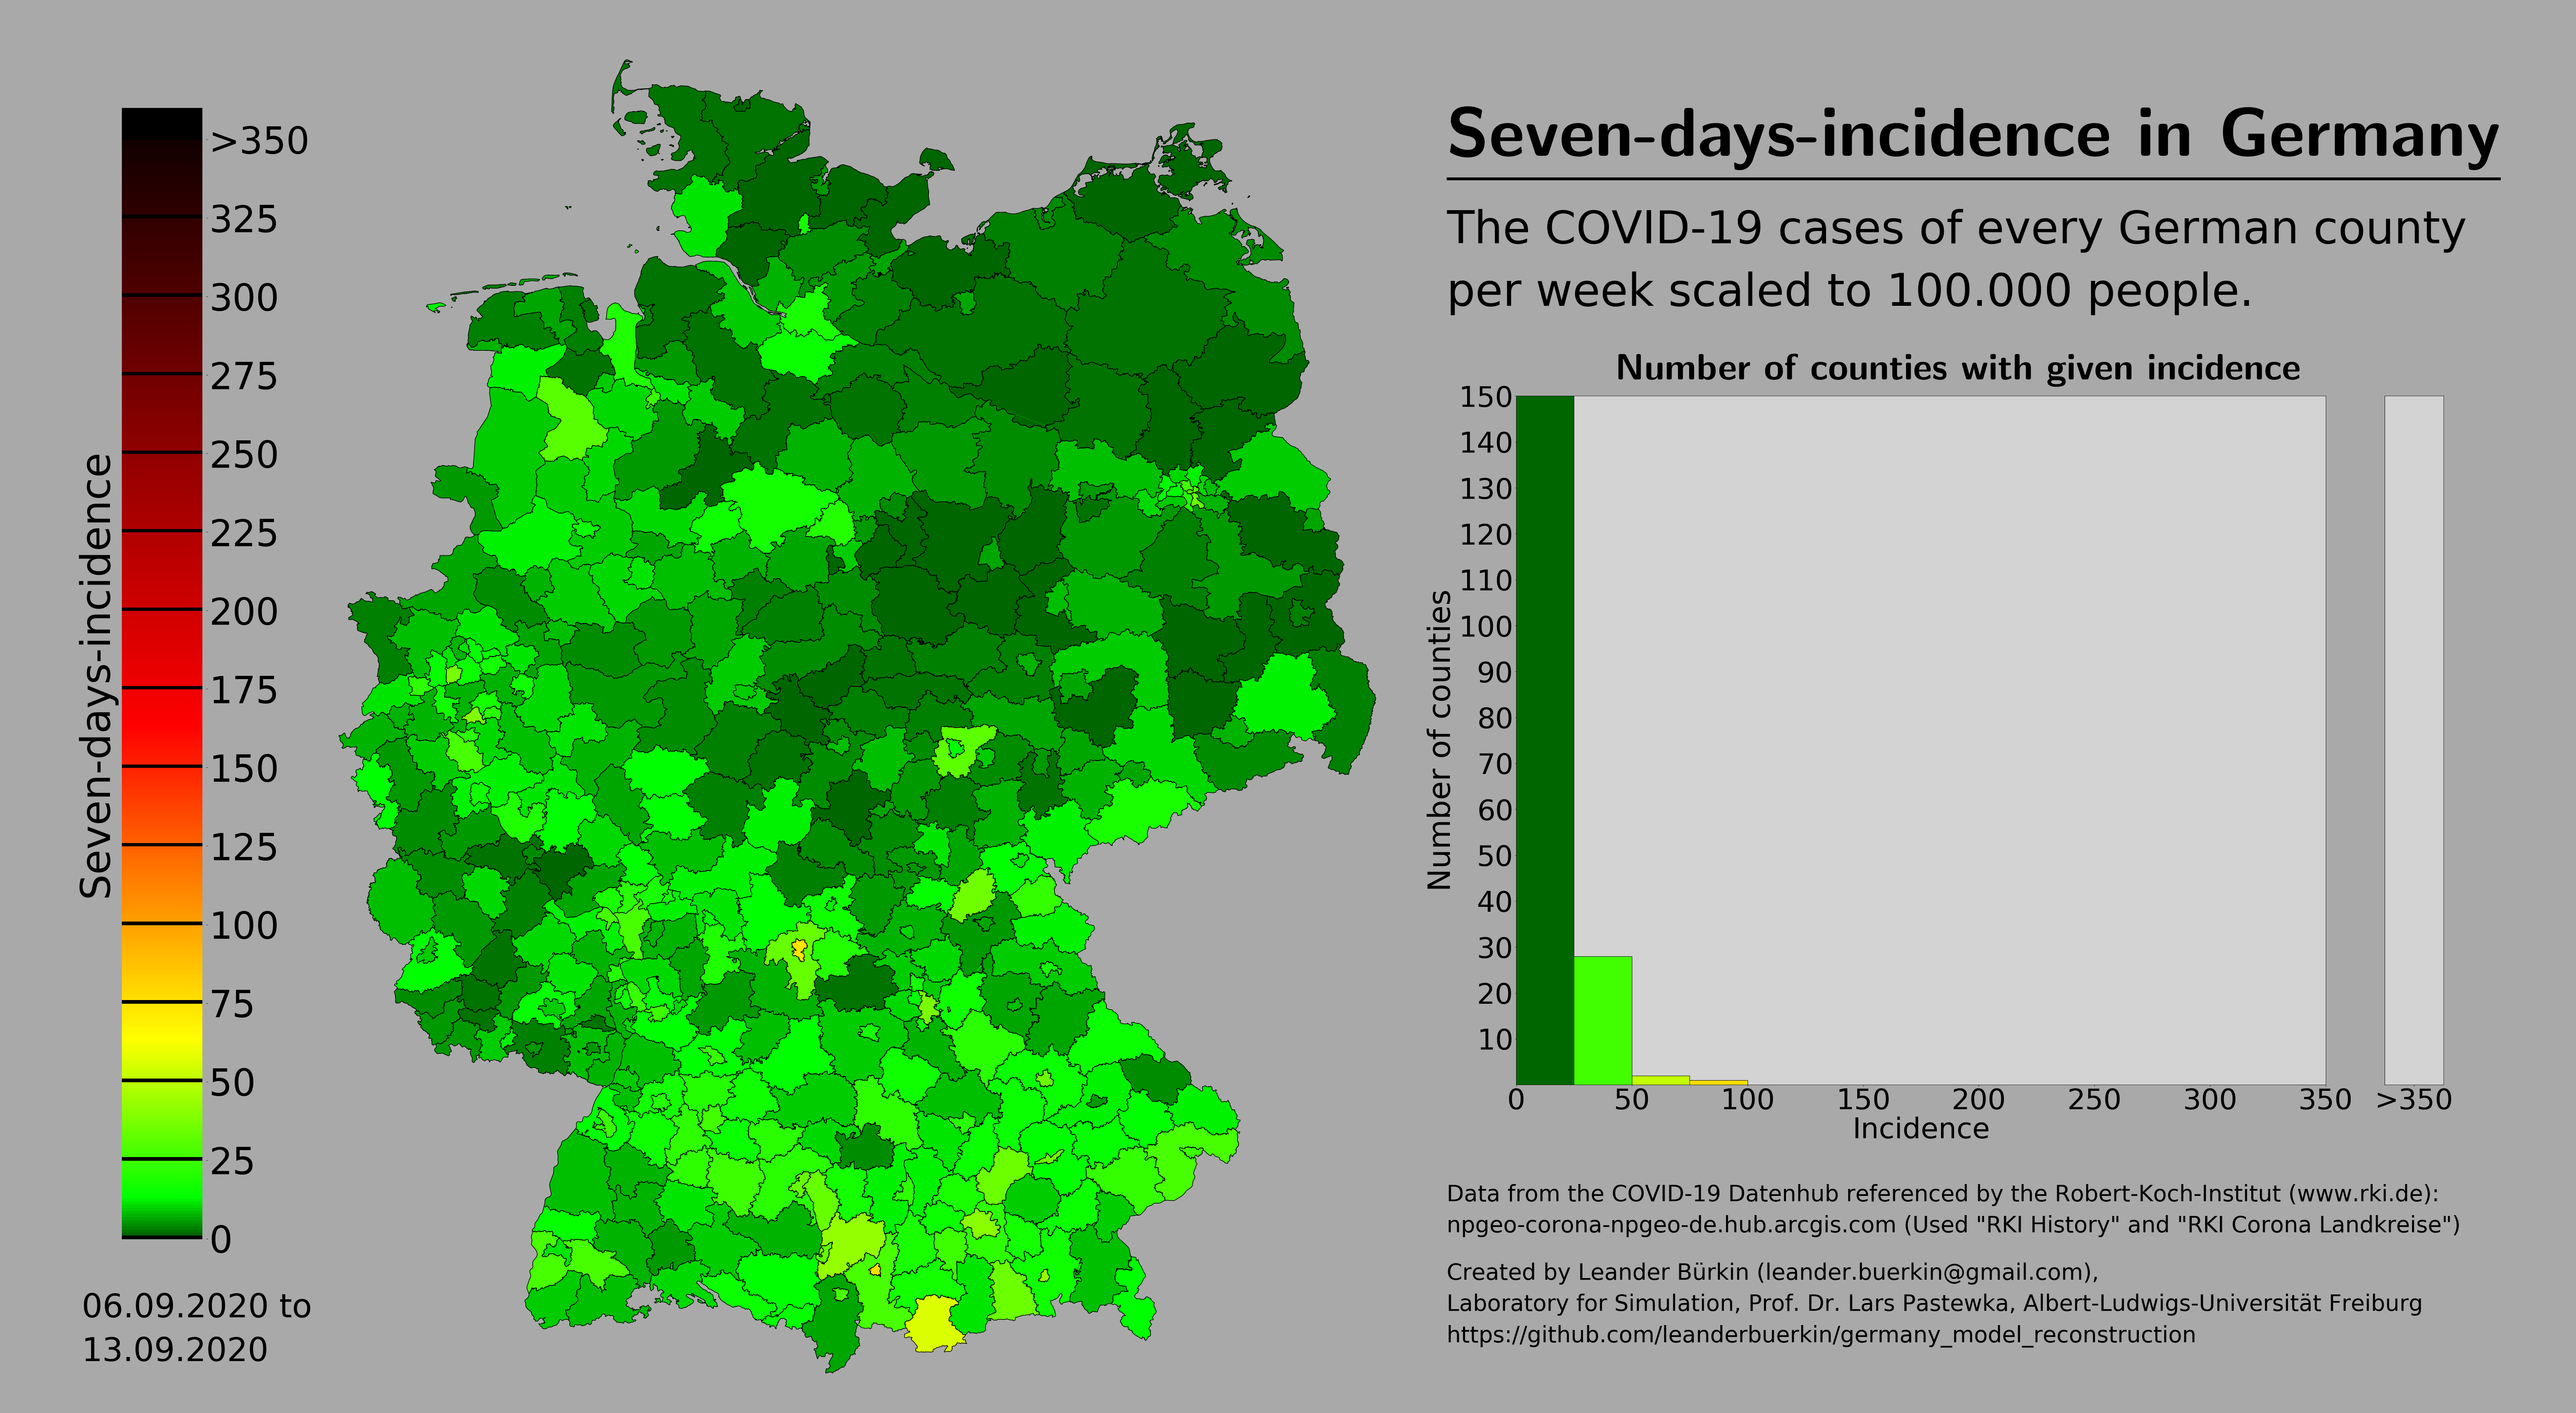 Seven-days-incidence
>350
325
300
275
250
225
200
175
150
125
100
75
50
25
0
06.09.2020 to
13.09.2020
Seven-days-incidence in Germany
The COVID-19 cases of every German county
per week scaled to 100.000 people.
Number of counties with given incidence
Number of counties
150
140
130
120
110
100
90
80
70
60
50
40
30
20
10
0 50 100 150 200 250 300 350 >350
Incidence
Data from the COVID-19 Datenhub referenced by the Robert-Koch-Institut (www.rki.de):
npgeo-corona-npgeo-de.hub.arcgis.com (Used "RKI History" and "RKI Corona Landkreise")
Created by Leander Bürkin (leander.buerkin@gmail.com),
Laboratory for Simulation, Prof. Dr. Lars Pastewka, Albert-Ludwigs-Universität Freiburg
https://github.com/leanderbuerkin/germany_model_reconstruction